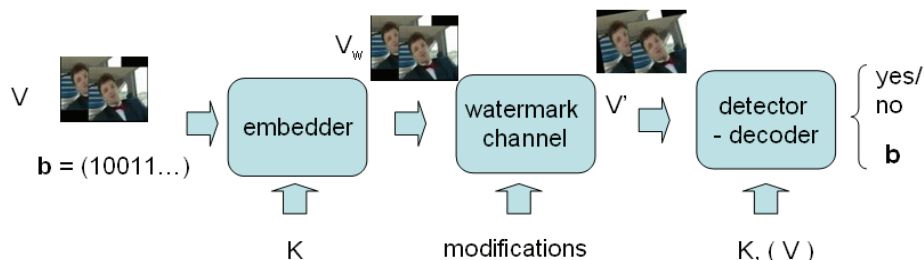 V
b = (10011...)
embedder
K
V_w
watermark
channel
modifications
V'
detector
- decoder
K, ( V )
yes/
no
b